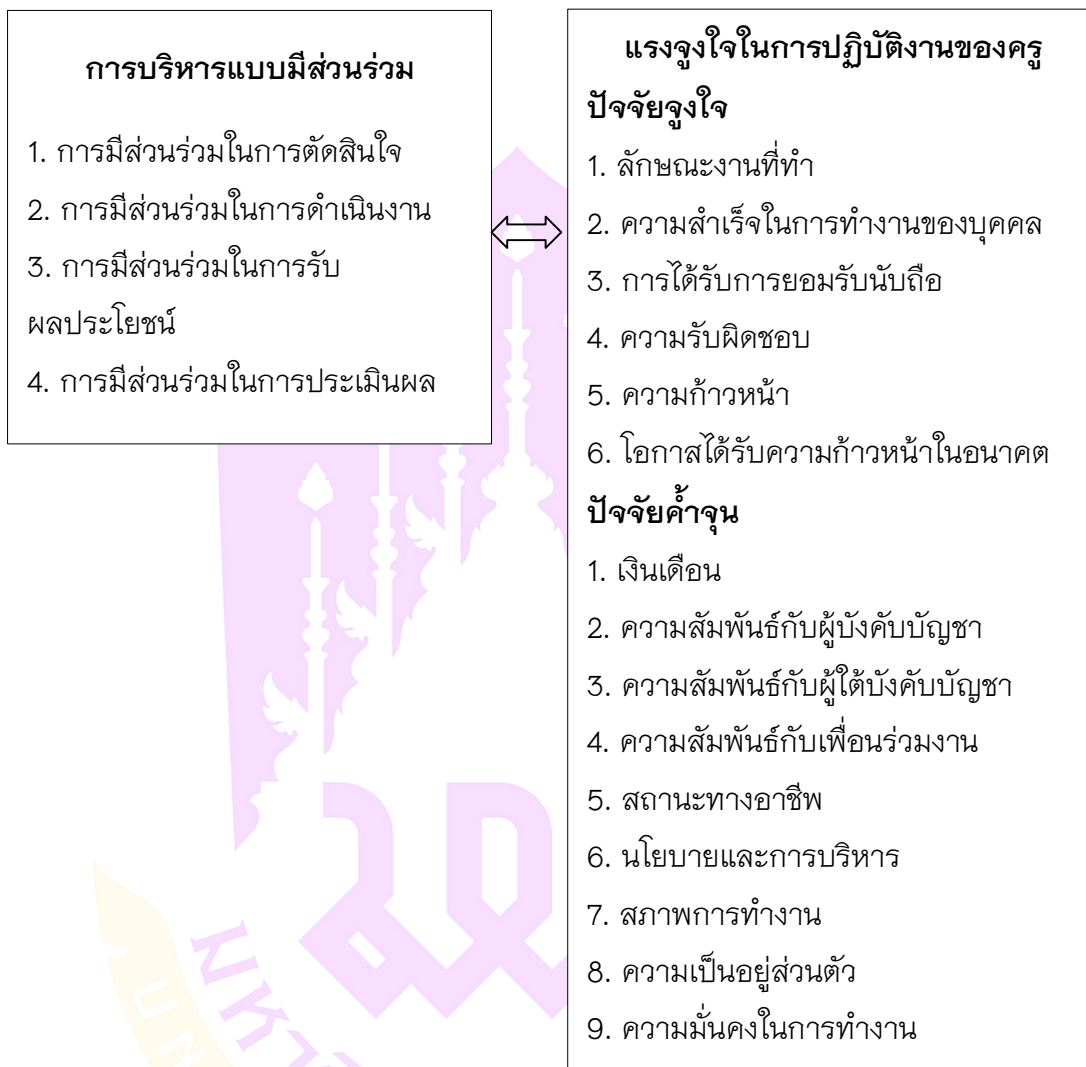 การบริหารแบบมีส่วนร่วม
1. การมีส่วนร่วมในการตัดสินใจ
2. การมีส่วนร่วมในการดำเนินงาน
3. การมีส่วนร่วมในการรับ
ผลประโยชน์
4. การมีส่วนร่วมในการประเมินผล
แรงจูงใจในการปฏิบัติงานของครู
ปัจจัยจูงใจ
1. ลักษณะงานที่ทำ
2. ความสำเร็จในการทำงานของบุคคล
3. การได้รับการยอมรับนับถือ
4. ความรับผิดชอบ
5. ความก้าวหน้า
6. โอกาสได้รับความก้าวหน้าในอนาคต
ปัจจัยค้ำจุน
1. เงินเดือน
2. ความสัมพันธ์กับผู้บังคับบัญชา
3. ความสัมพันธ์กับผู้ใต้บังคับบัญชา
4. ความสัมพันธ์กับเพื่อนร่วมงาน
5. สถานะทางอาชีพ
6. นโยบายและการบริหาร
7. สภาพการทำงาน
8. ความเป็นอยู่ส่วนตัว
9. ความมั่นคงในการทำงาน